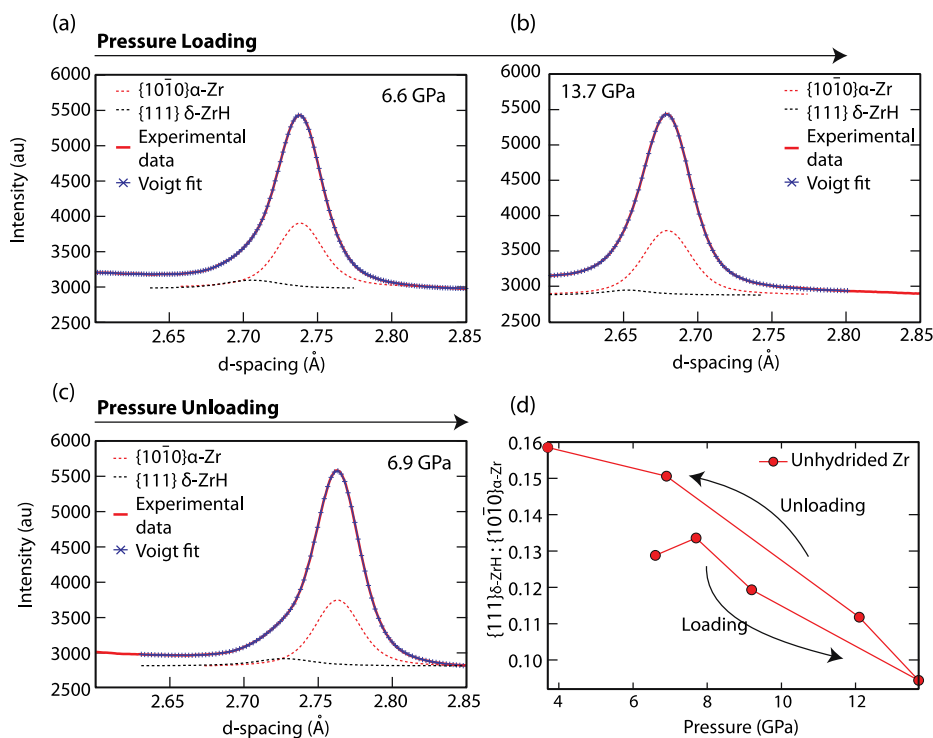 (a)
(b)
Pressure Loading
6000
5500
5000
4500
4000
3500
3000
2500
Intensity (au)
{101̅0}α-Zr
{111} δ-ZrH
Experimental
data
Voigt fit
6.6 GPa
2.65
2.70
2.75
2.80
2.85
d-spacing (Å)
6000
5500
5000
4500
4000
3500
3000
2500
13.7 GPa
{101̅0}α-Zr
{111} δ-ZrH
Experimental
data
Voigt fit
2.65
2.70
2.75
2.80
2.85
d-spacing (Å)
(c)
Pressure Unloading
6000
5500
5000
4500
4000
3500
3000
2500
Intensity (au)
{101̅0}α-Zr
{111} δ-ZrH
Experimental
data
Voigt fit
6.9 GPa
2.65
2.70
2.75
2.80
2.85
d-spacing (Å)
(d)
0.16
0.15
0.14
0.13
0.12
0.11
0.10
{111}δ-ZrH : {101̅0}α-Zr
Unhydrided Zr
Unloading
Loading
4
6
8
10
12
Pressure (GPa)